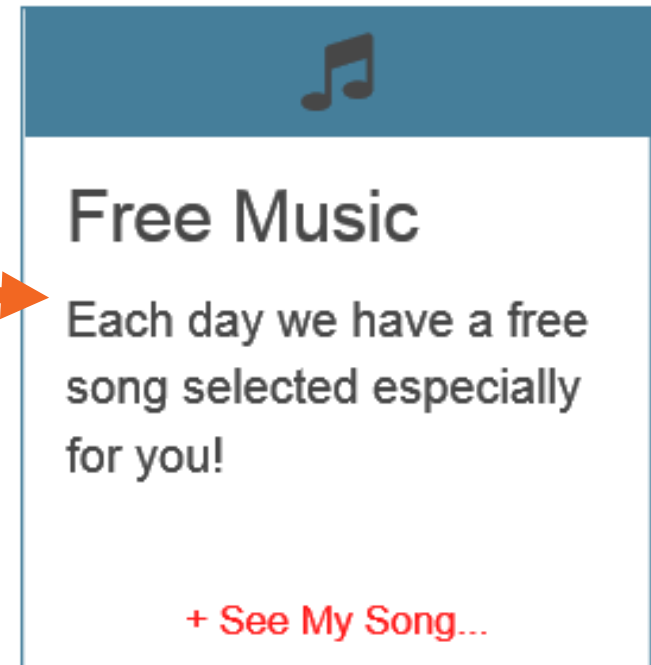 Free Music
Each day we have a free
song selected especially
for you!
+ See My Song...